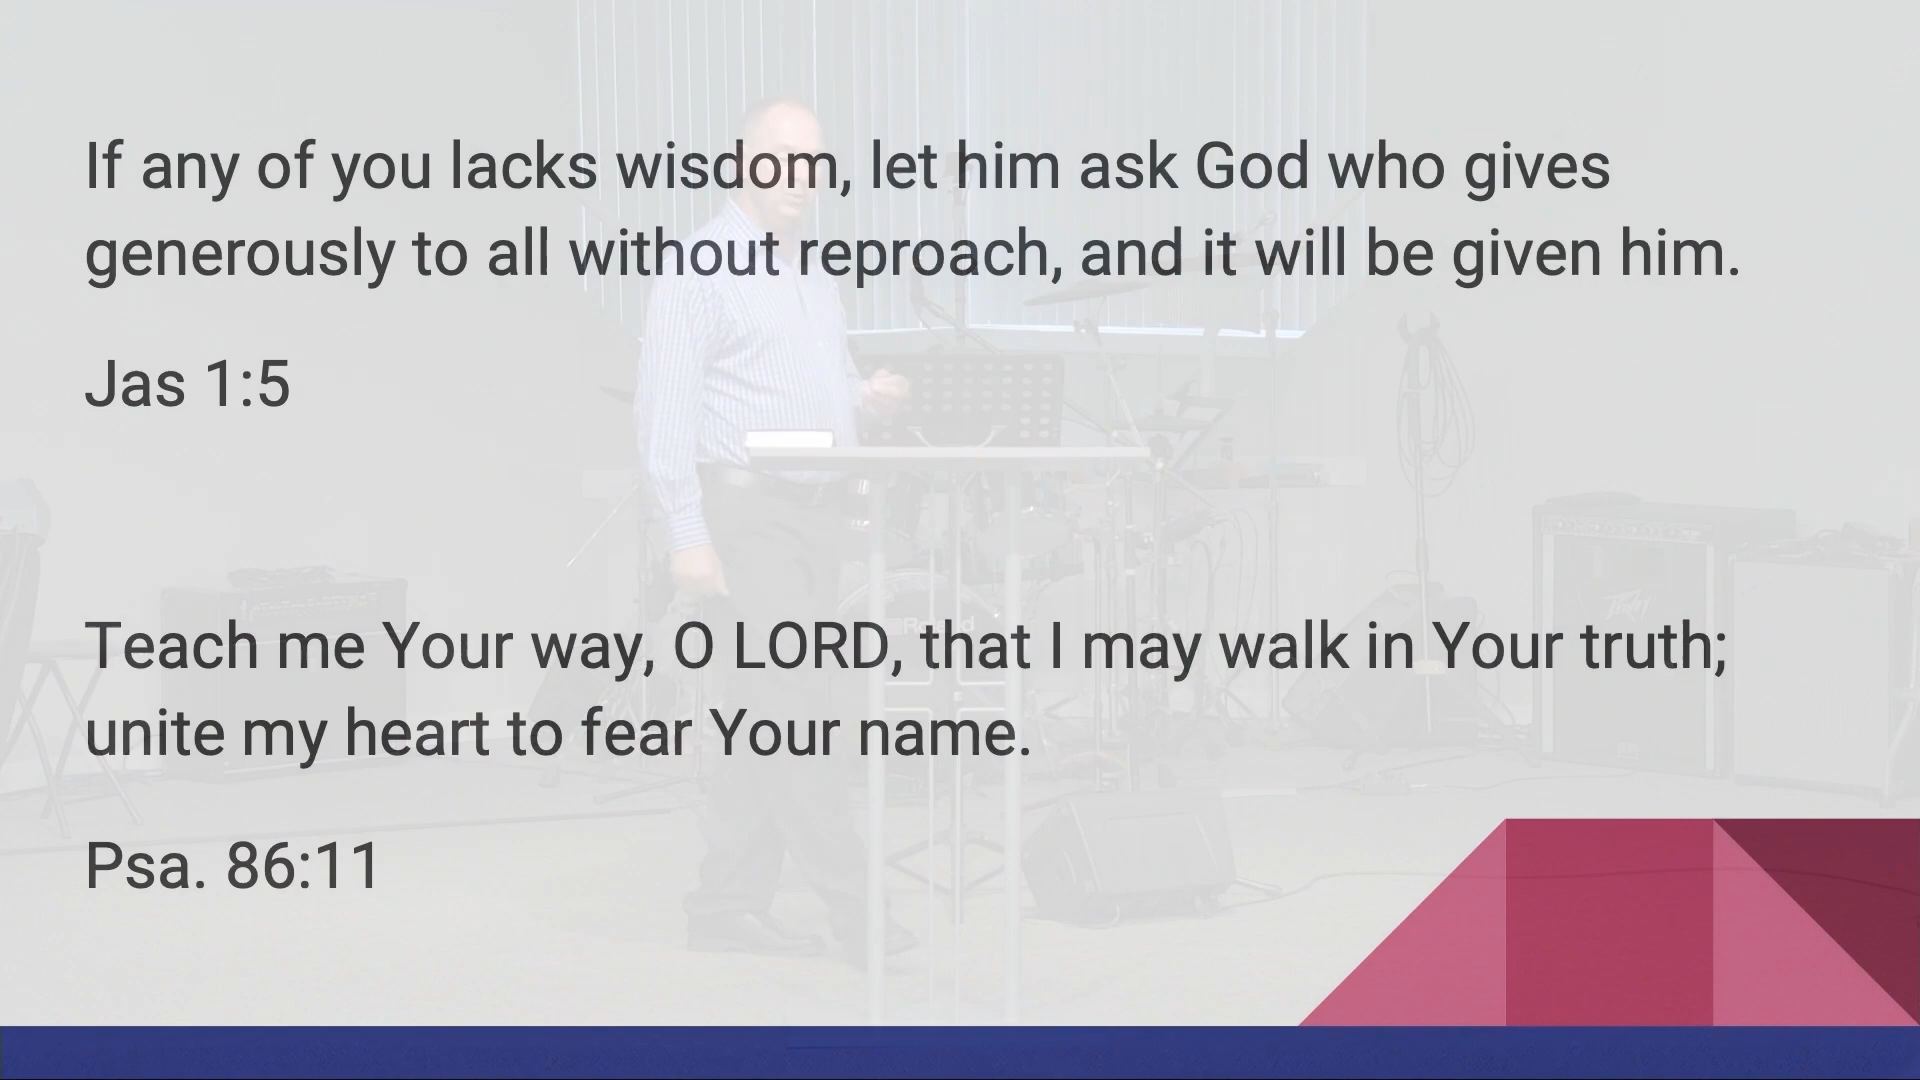 If any of you lacks wisdom, let him ask God who gives
generously to all without reproach, and it will be given him.
Jas 1:5
Teach me Your way, O LORD, that I may walk in Your truth;
unite my heart to fear Your name.
Psa. 86:11
Roland
PEAVEY